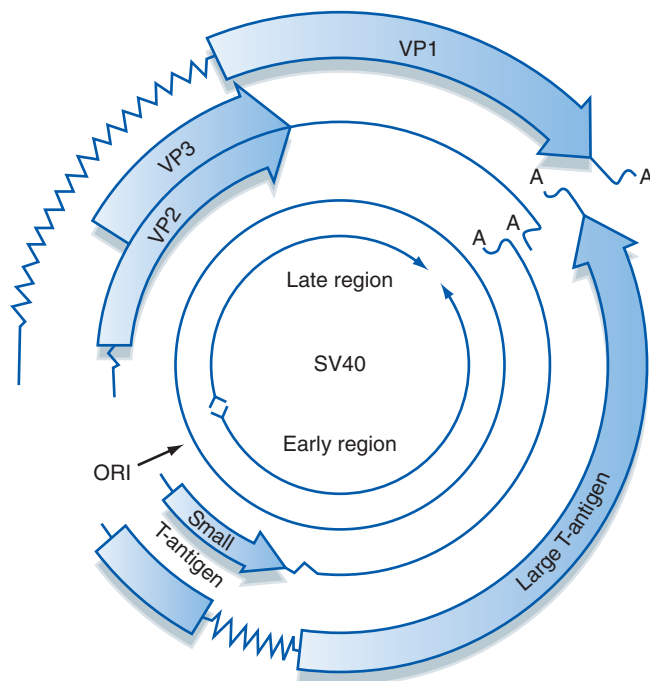 VP1
VP3
VP2
A
A
A
A
Late region
SV40
Early region
ORI
Small
T-antigen
Large T-antigen